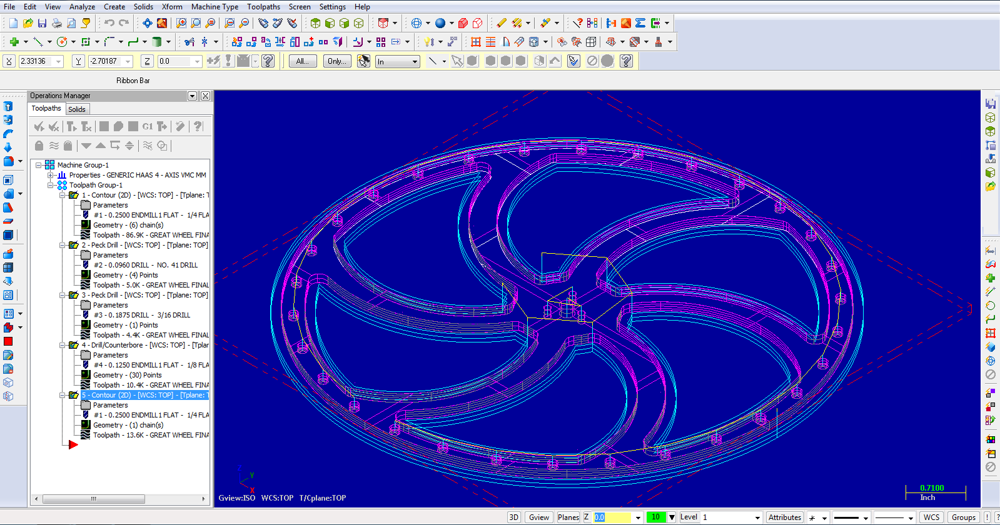 File Edit View Analyze Create Solids Xform Machine Type Toolpaths Screen Settings Help
X 2.33136 Y -2.70187 Z 0.0 All... Only... In
Ribbon Bar
Operations Manager
Toolpaths Solids
G1
Machine Group-1
Properties - GENERIC HAAS 4 - AXIS VMC MM
Toolpath Group-1
1 - Contour (2D) - [WCS: TOP] - [Tplane: T
Parameters
#1 - 0.2500 ENDMILL1 FLAT - 1/4 FLA
Geometry - (6) chain(s)
Toolpath - 86.9K - GREAT WHEEL FINA
2 - Peck Drill - [WCS: TOP] - [Tplane: TOP]
Parameters
#2 - 0.0960 DRILL - NO. 41 DRILL
Geometry - (4) Points
Toolpath - 5.0K - GREAT WHEEL FINAL
3 - Peck Drill - [WCS: TOP] - [Tplane: TOP]
Parameters
#3 - 0.1875 DRILL - 3/16 DRILL
Geometry - (1) Points
Toolpath - 4.4K - GREAT WHEEL FINAL
4 - Drill/Counterbore - [WCS: TOP] - [Tplar
Parameters
#4 - 0.1250 ENDMILL1 FLAT - 1/8 FLA
Geometry - (30) Points
Toolpath - 10.4K - GREAT WHEEL FINA
5 - Contour (2D) - [WCS: TOP] - [Tplane: T
Parameters
#1 - 0.2500 ENDMILL1 FLAT - 1/4 FLA
Geometry - (1) chain(s)
Toolpath - 13.6K - GREAT WHEEL FINA
Z
Y
X
Gview:ISO WCS:TOP T/Cplane:TOP
0.7100
Inch
3D Gview Planes Z 0.0 10 Level 1 Attributes WCS Groups ! ?